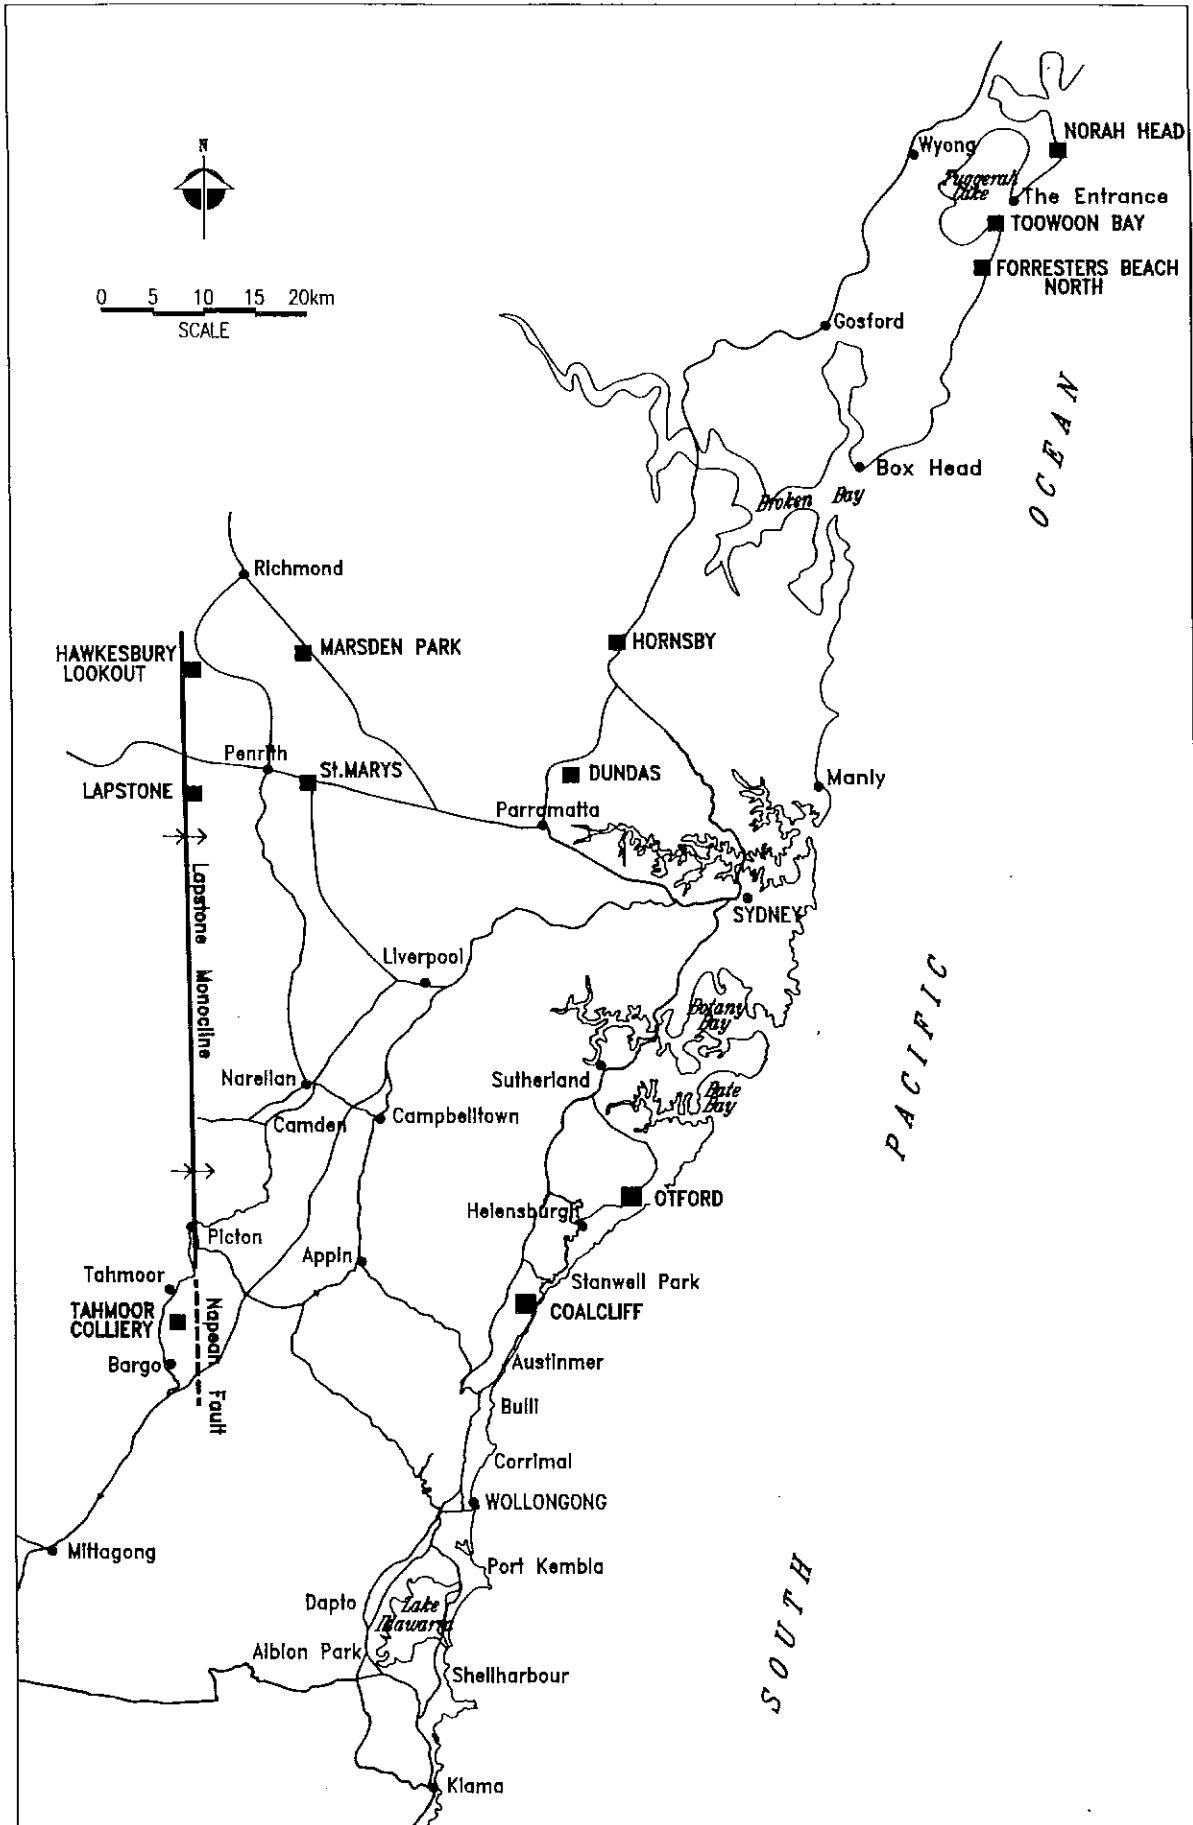 N
0 5 10 15 20km
SCALE
Wyong
NORAH HEAD
Tuggerah
Lake
The Entrance
TOOWOON BAY
FORRESTERS BEACH
NORTH
Gosford
OCEAN
Box Head
Broken Bay
Richmond
HAWKESBURY
LOOKOUT
MARSDEN PARK
HORNSBY
Penrith
St.MARYS
DUNDAS
Manly
LAPSTONE
Parramatta
Lapstone Monocline
SYDNEY
Liverpool
PACIFIC
Botany
Bay
Sutherland
Bate
Bay
Narellan
Camden
Campbelltown
Helensburgh
OTFORD
Picton
Appin
Tahmoor
Stanwell Park
TAHMOOR
COLLIERY
COALCLIFF
Napean Fault
Bargo
Austinmer
Bulli
Corrimal
WOLLONGONG
Mittagong
Port Kembla
SOUTH
Dapto
Lake
Illawarra
Albion Park
Shellharbour
Kiama